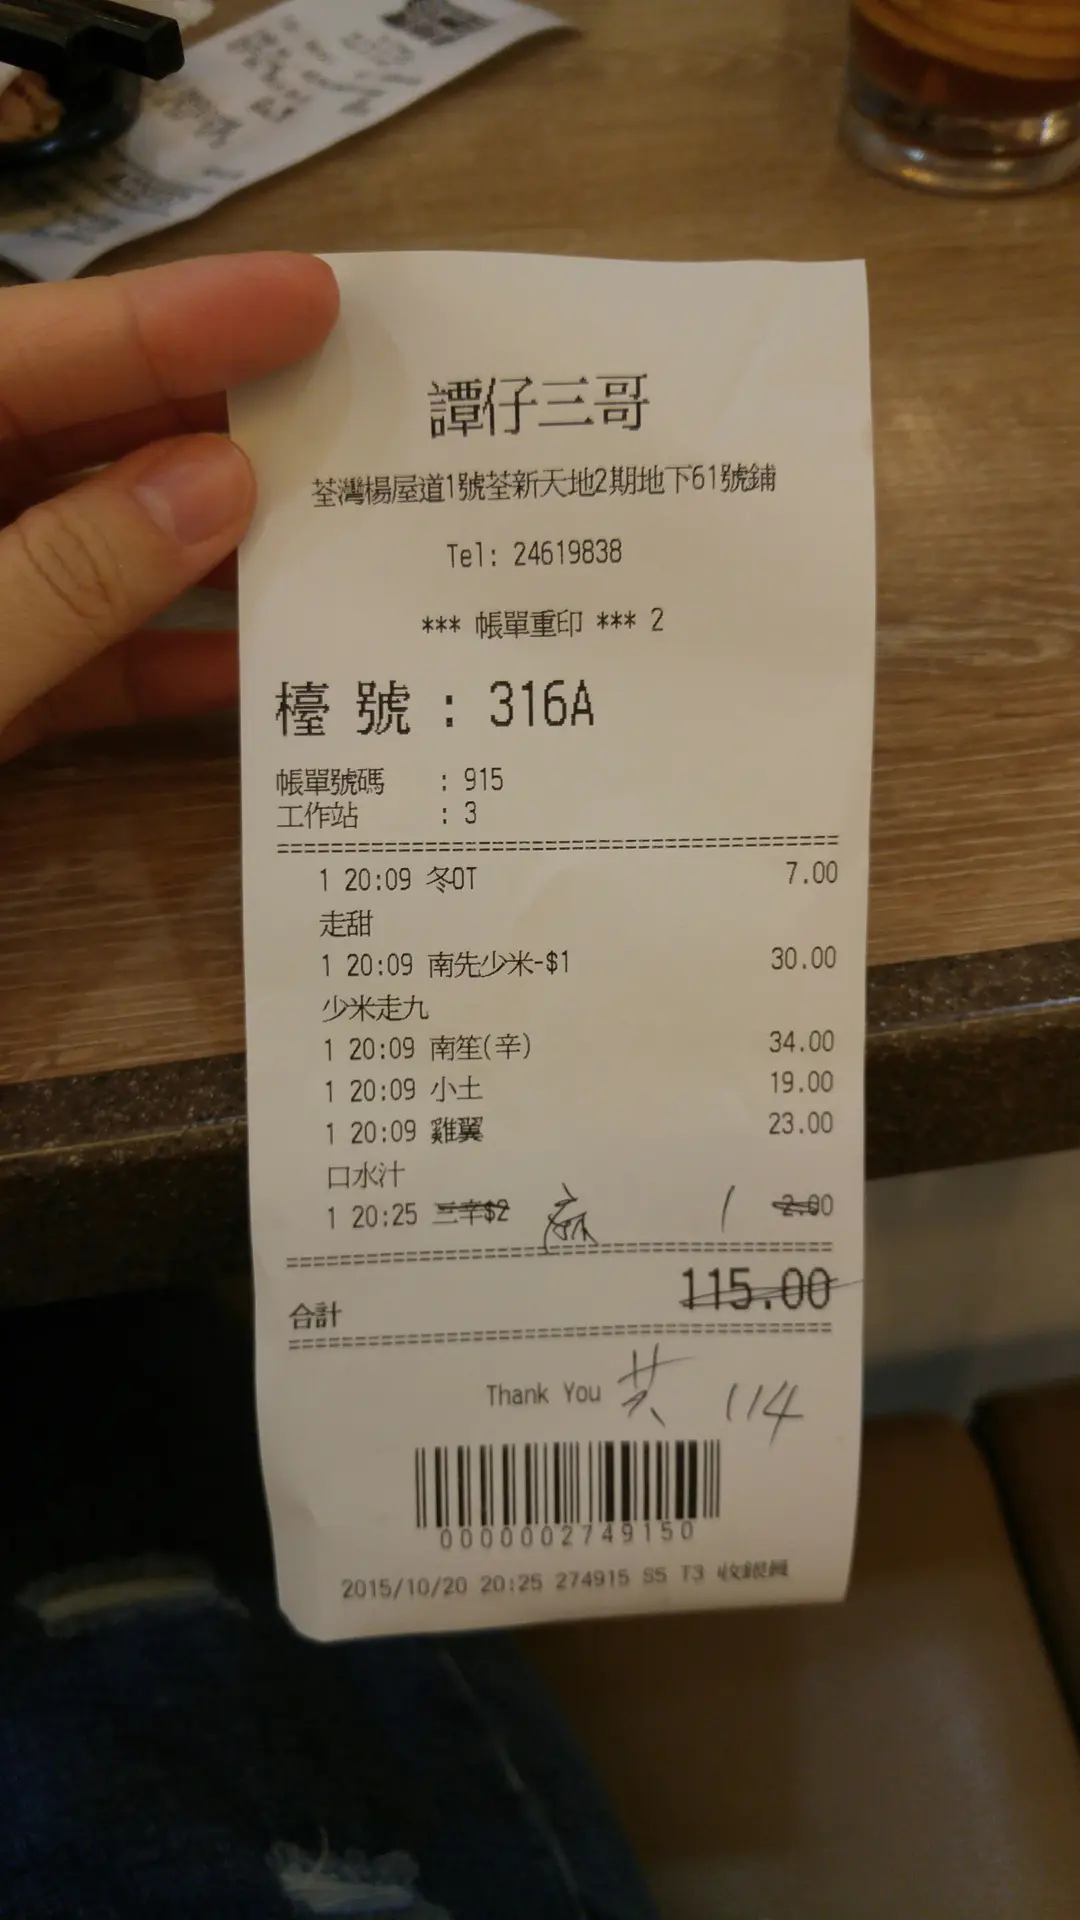 譚仔三哥
荃灣楊屋道1號荃新天地2期地下61號鋪
Tel: 24619838
*** 帳單重印 *** 2
檯 號 : 316A
帳單號碼 : 915
工作站 : 3
1 20:09 冬OT 7.00
走甜
1 20:09 南先少米-$1 30.00
少米走九
1 20:09 南笙(辛) 34.00
1 20:09 小土 19.00
1 20:09 雞翼 23.00
口水汁
1 20:25 三辛$2 麻 1 2.00
合計 115.00
Thank You 共 114
0000002749150
2015/10/20 20:25 274915 S5 T3 收銀員